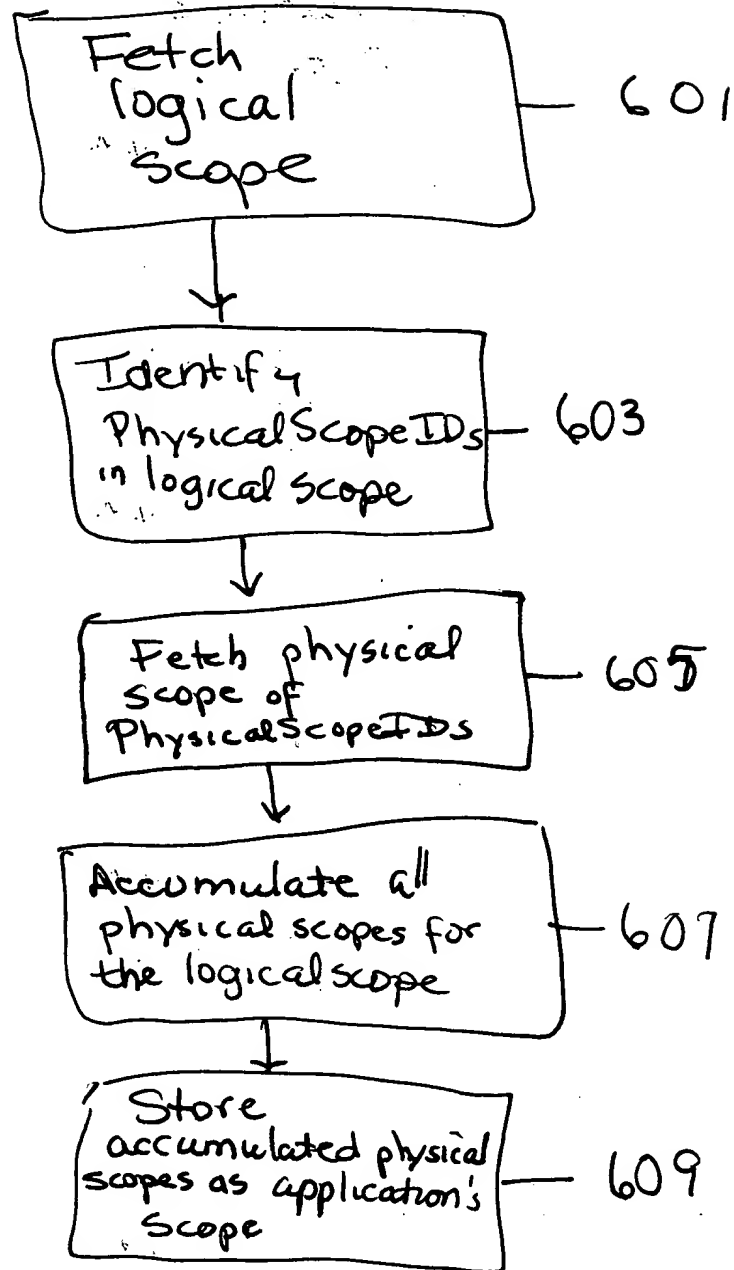 Fetch
logical
scope
601
Identify
PhysicalScopeIDs
in logical scope
603
Fetch physical
scope of
PhysicalScopeIDs
605
Accumulate all
physical scopes for
the logical scope
607
Store
accumulated physical
scopes as application's
scope
609